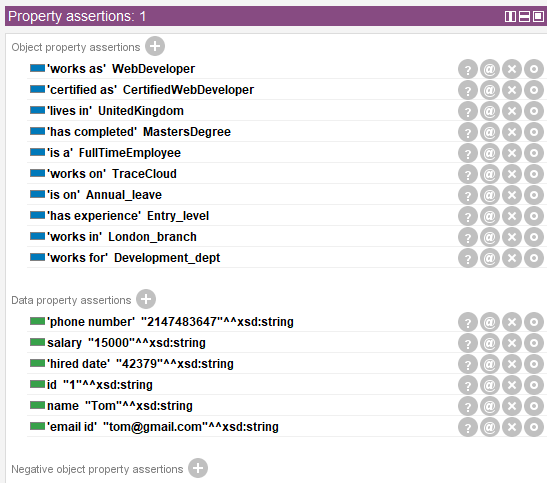 Property assertions: 1
Object property assertions
'works as' WebDeveloper
'certified as' CertifiedWebDeveloper
'lives in' UnitedKingdom
'has completed' MastersDegree
'is a' FullTimeEmployee
'works on' TraceCloud
'is on' Annual_leave
'has experience' Entry_level
'works in' London_branch
'works for' Development_dept
Data property assertions
'phone number' "2147483647"^^xsd:string
salary "15000"^^xsd:string
'hired date' "42379"^^xsd:string
id "1"^^xsd:string
name "Tom"^^xsd:string
'email id' "tom@gmail.com"^^xsd:string
Negative object property assertions